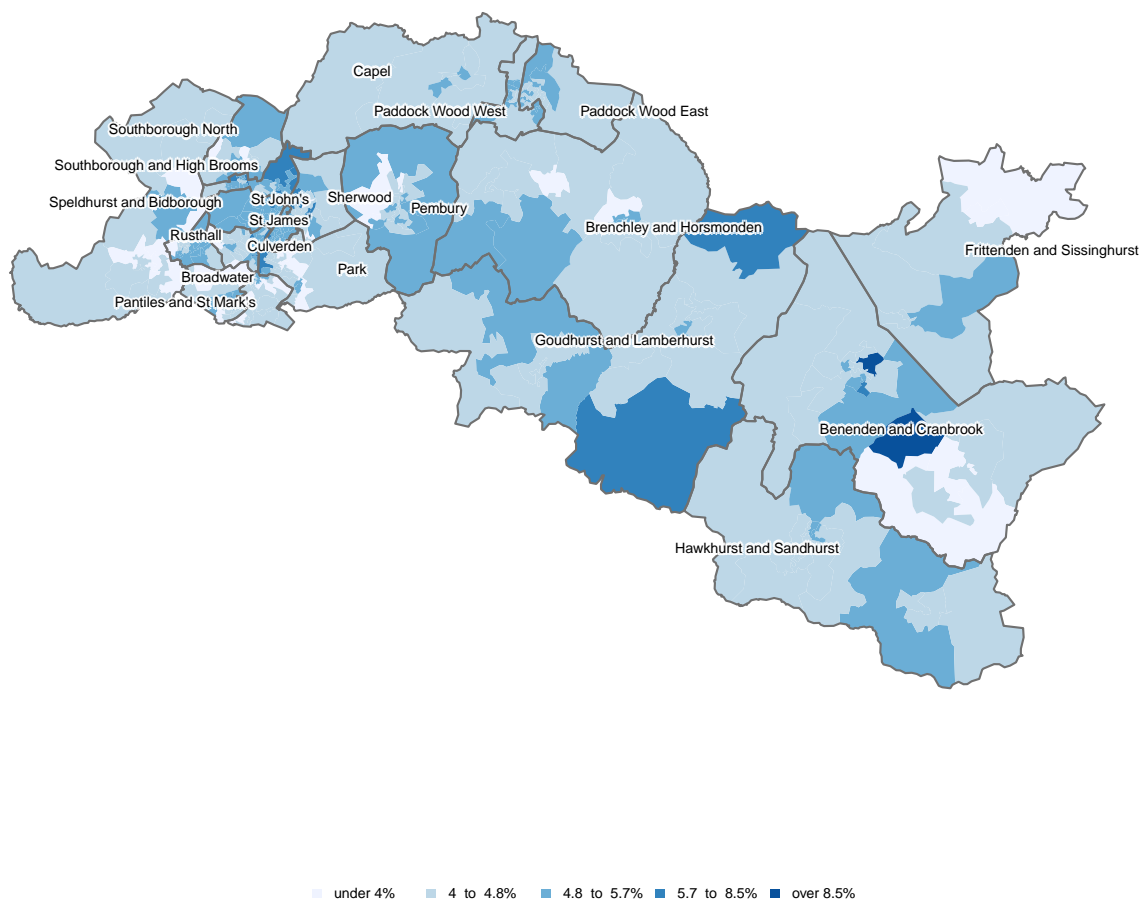 Capel
Paddock Wood West
Paddock Wood East
Southborough North
Southborough and High Brooms
Speldhurst and Bidborough
St John's
Sherwood
Pembury
St James'
Brenchley and Horsmonden
Rusthall
Culverden
Frittenden and Sissinghurst
Park
Broadwater
Pantiles and St Mark's
Goudhurst and Lamberhurst
Benenden and Cranbrook
Hawkhurst and Sandhurst
under 4% 4 to 4.8% 4.8 to 5.7% 5.7 to 8.5% over 8.5%